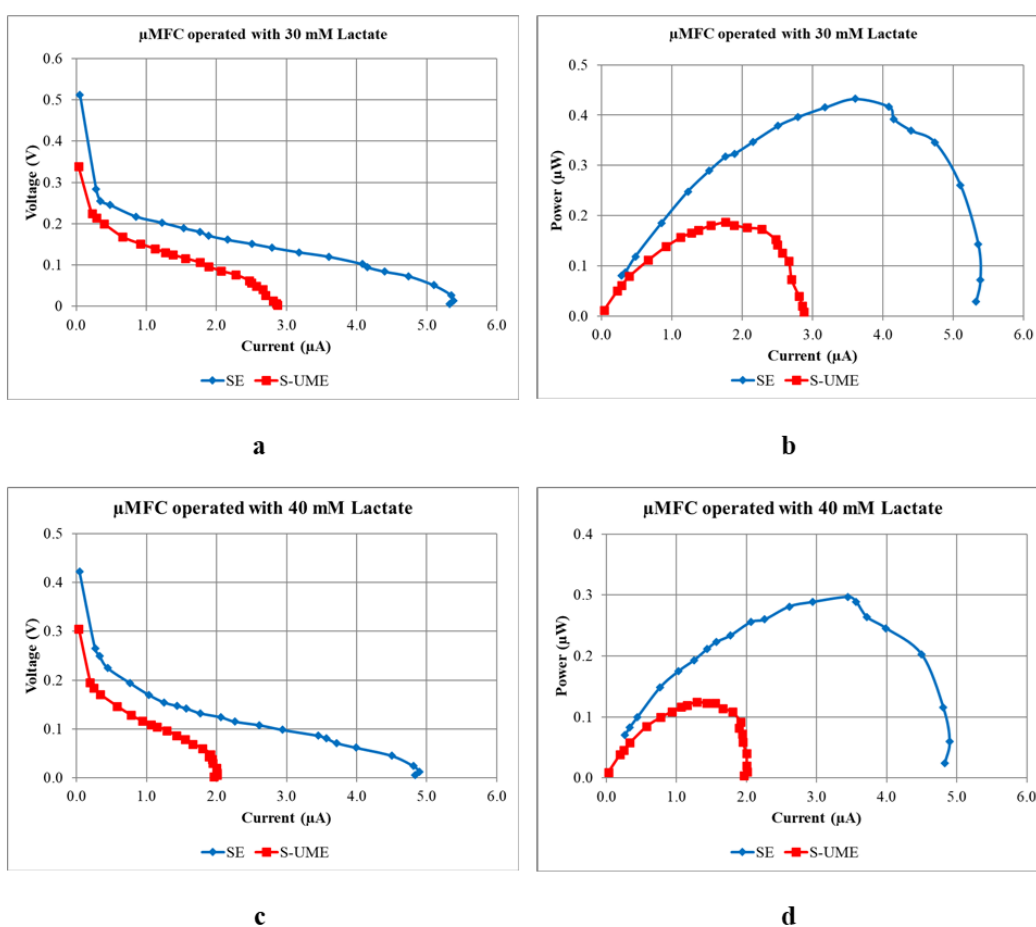 µMFC operated with 30 mM Lactate
0.6
0.5
0.4
0.3
0.2
0.1
0
Voltage (V)
0.0 1.0 2.0 3.0 4.0 5.0 6.0
Current (µA)
SE S-UME
a
µMFC operated with 30 mM Lactate
0.5
0.4
0.3
0.2
0.1
0.0
Power (µW)
0.0 1.0 2.0 3.0 4.0 5.0 6.0
Current (µA)
SE S-UME
b
µMFC operated with 40 mM Lactate
0.5
0.4
0.3
0.2
0.1
0.0
Voltage (V)
0.0 1.0 2.0 3.0 4.0 5.0 6.0
Current (µA)
SE S-UME
c
µMFC operated with 40 mM Lactate
0.4
0.3
0.2
0.1
0.0
Power (µW)
0.0 1.0 2.0 3.0 4.0 5.0 6.0
Current (µA)
SE S-UME
d